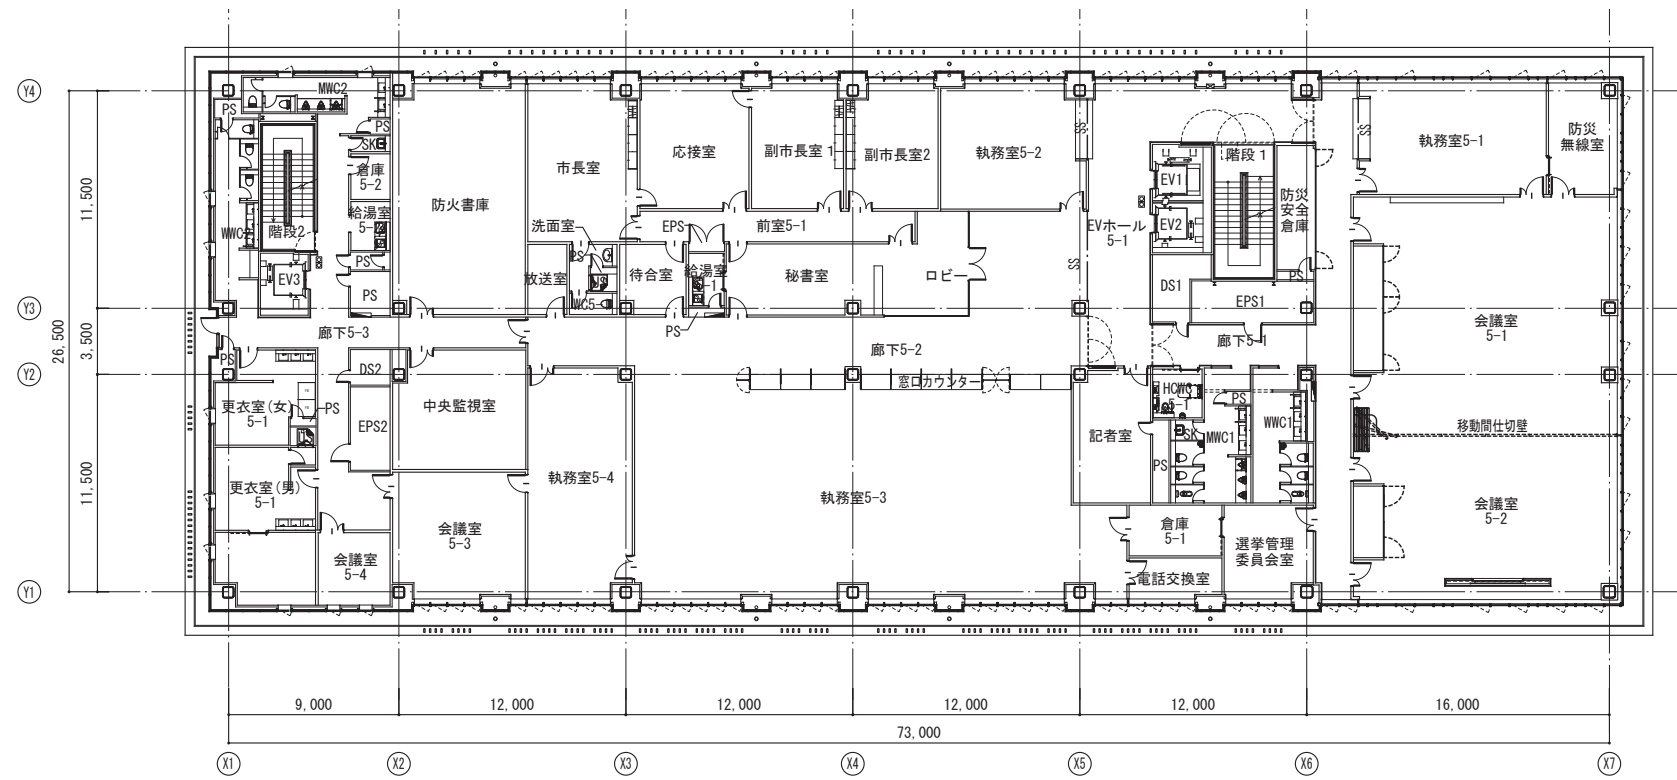 Y4
Y3
Y2
Y1
26,500
11,500
3,500
11,500
MWC2
PS
PS
SK
倉庫
5-2
給湯室
WWC2
階段2
PS
EV3
PS
防火書庫
市長室
応接室
副市長室 1
副市長室2
執務室5-2
SS
階段 1
EV1
EV2
EVホール
5-1
SS
防災
安全
倉庫
SS
執務室5-1
防災
無線室
洗面室
PS
EPS
前室5-1
放送室
待合室
給湯室
秘書室
ロビー
WC5
PS
DS1
PS
EPS1
会議室
5-1
廊下5-3
廊下5-2
廊下5-1
PS
DS2
窓口カウンター
更衣室(女)
5-1
PS
EPS2
中央監視室
記者室
HCWC
5-1
PS
SK
MWC1
WWC1
PS
移動間仕切壁
更衣室(男)
5-1
執務室5-4
執務室5-3
会議室
5-2
会議室
5-3
会議室
5-4
倉庫
5-1
選挙管理
委員会室
電話交換室
9,000
12,000
12,000
12,000
12,000
16,000
73,000
X1
X2
X3
X4
X5
X6
X7